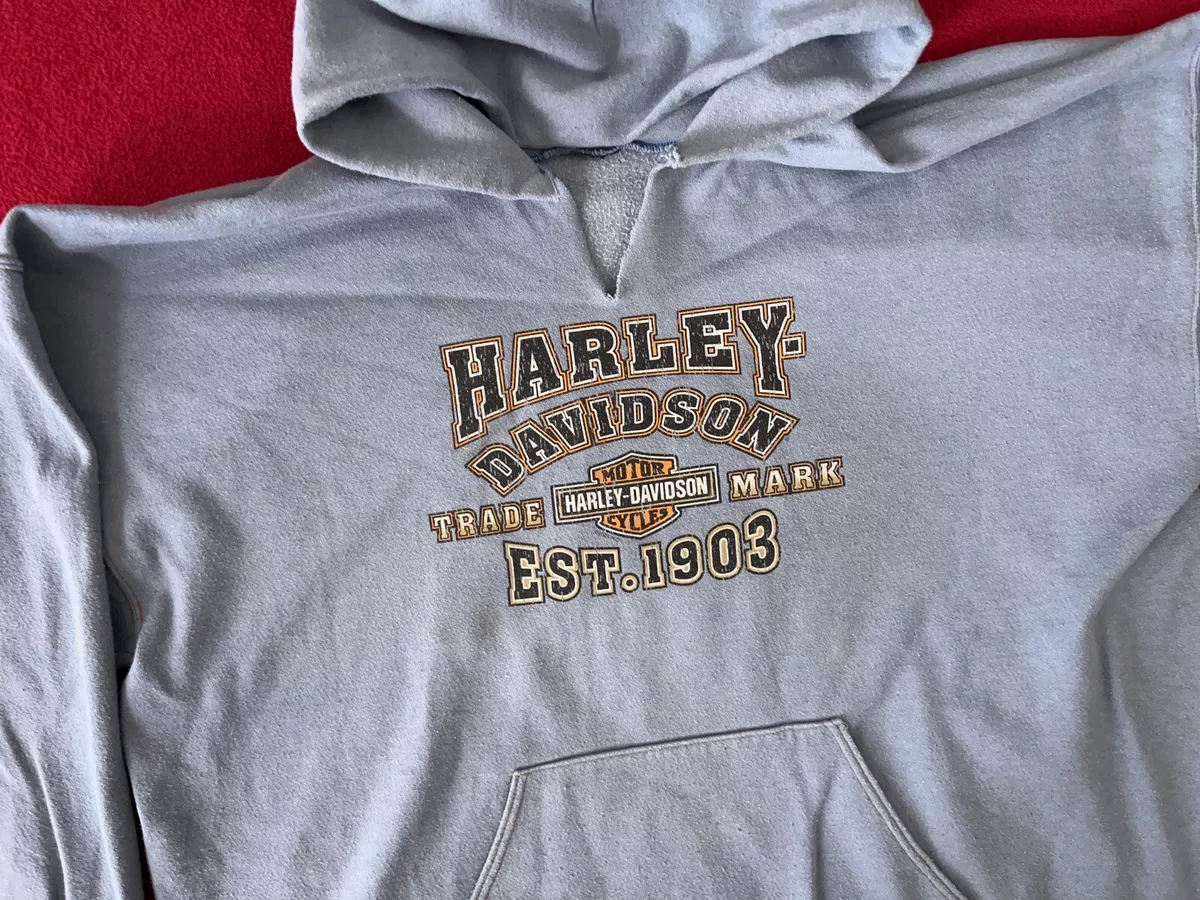 HARLEY-
DAVIDSON
MOTOR
TRADE HARLEY-DAVIDSON MARK
CYCLES
EST. 1903